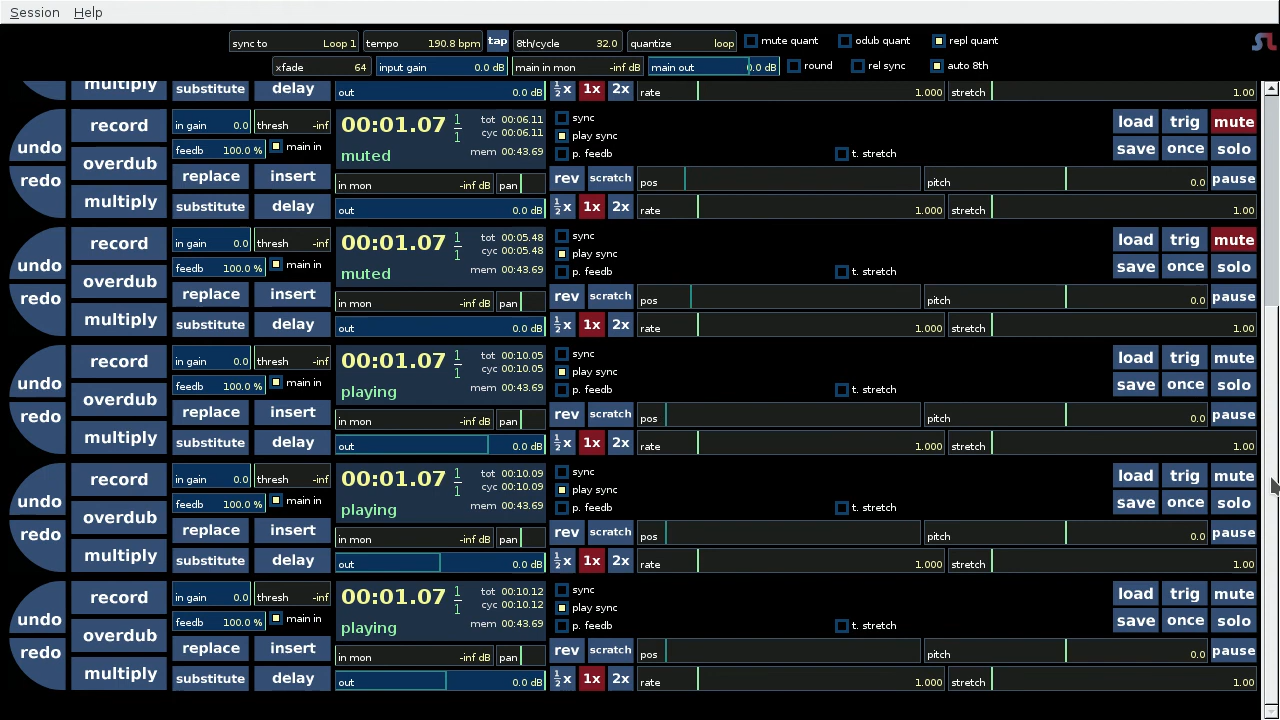 Session Help
sync to Loop 1 tempo 190.8 bpm tap 8th/cycle 32.0 quantize loop mute quant odub quant repl quant
xfade 64 input gain 0.0 dB main in mon -inf dB main out 0.0 dB round rel sync auto 8th
multiply substitute delay out 0.0 dB ½x 1x 2x rate 1.000 stretch 1.00
undo redo record overdub multiply
in gain 0.0 thresh -inf
feedb 100.0 % main in
replace insert
substitute delay
00:01.07 1/1 tot 00:06.11
cyc 00:06.11
muted mem 00:43.69
in mon -inf dB pan
out 0.0 dB
sync
play sync
p. feedb t. stretch
rev scratch pos pitch 0.0
½x 1x 2x rate 1.000 stretch 1.00
load trig mute
save once solo
pause
undo redo record overdub multiply
in gain 0.0 thresh -inf
feedb 100.0 % main in
replace insert
substitute delay
00:01.07 1/1 tot 00:05.48
cyc 00:05.48
muted mem 00:43.69
in mon -inf dB pan
out 0.0 dB
sync
play sync
p. feedb t. stretch
rev scratch pos pitch 0.0
½x 1x 2x rate 1.000 stretch 1.00
load trig mute
save once solo
pause
undo redo record overdub multiply
in gain 0.0 thresh -inf
feedb 100.0 % main in
replace insert
substitute delay
00:01.07 1/1 tot 00:10.05
cyc 00:10.05
playing mem 00:43.69
in mon -inf dB pan
out 0.0 dB
sync
play sync
p. feedb t. stretch
rev scratch pos pitch 0.0
½x 1x 2x rate 1.000 stretch 1.00
load trig mute
save once solo
pause
undo redo record overdub multiply
in gain 0.0 thresh -inf
feedb 100.0 % main in
replace insert
substitute delay
00:01.07 1/1 tot 00:10.09
cyc 00:10.09
playing mem 00:43.69
in mon -inf dB pan
out 0.0 dB
sync
play sync
p. feedb t. stretch
rev scratch pos pitch 0.0
½x 1x 2x rate 1.000 stretch 1.00
load trig mute
save once solo
pause
undo redo record overdub multiply
in gain 0.0 thresh -inf
feedb 100.0 % main in
replace insert
substitute delay
00:01.07 1/1 tot 00:10.12
cyc 00:10.12
playing mem 00:43.69
in mon -inf dB pan
out 0.0 dB
sync
play sync
p. feedb t. stretch
rev scratch pos pitch 0.0
½x 1x 2x rate 1.000 stretch 1.00
load trig mute
save once solo
pause